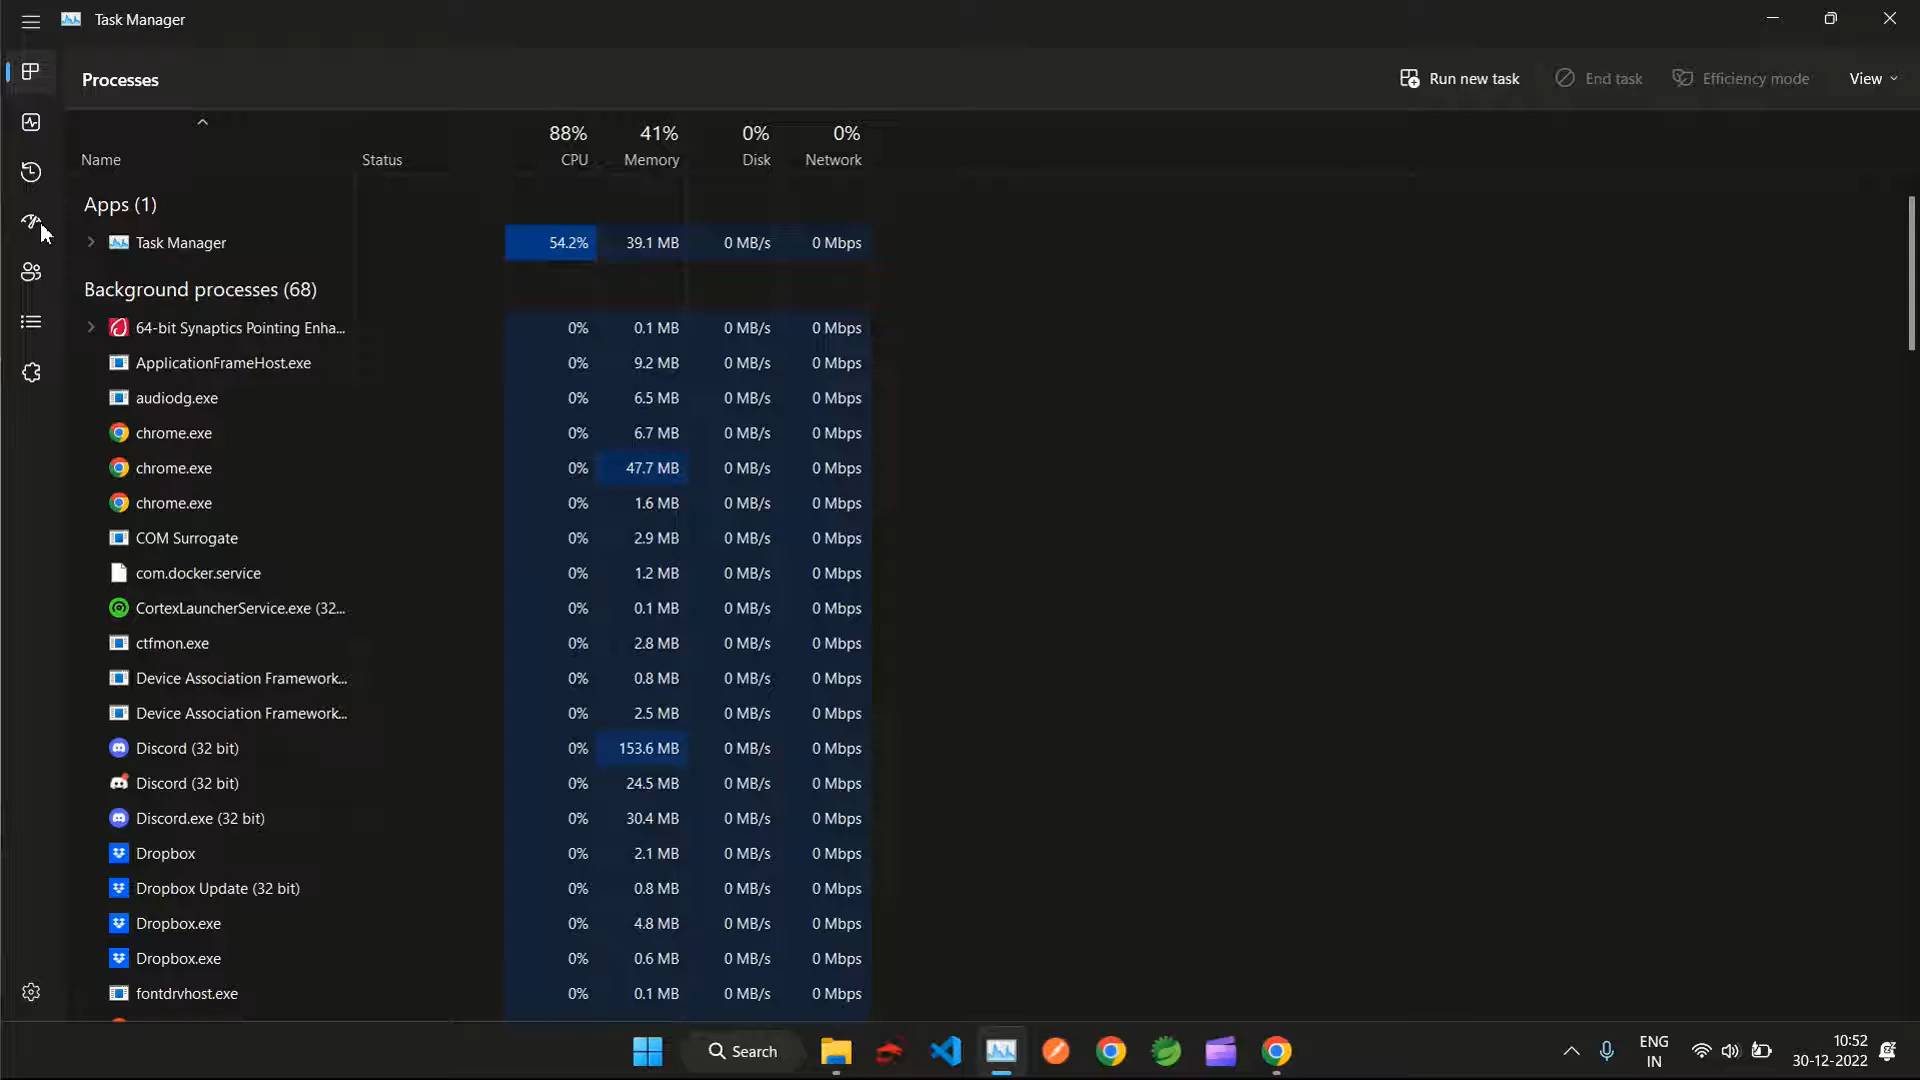 Task Manager
Processes
Run new task
End task
Efficiency mode
View
88% 41% 0% 0%
Name Status CPU Memory Disk Network
Apps (1)
Task Manager 54.2% 39.1 MB 0 MB/s 0 Mbps
Background processes (68)
64-bit Synaptics Pointing Enha... 0% 0.1 MB 0 MB/s 0 Mbps
ApplicationFrameHost.exe 0% 9.2 MB 0 MB/s 0 Mbps
audiodg.exe 0% 6.5 MB 0 MB/s 0 Mbps
chrome.exe 0% 6.7 MB 0 MB/s 0 Mbps
chrome.exe 0% 47.7 MB 0 MB/s 0 Mbps
chrome.exe 0% 1.6 MB 0 MB/s 0 Mbps
COM Surrogate 0% 2.9 MB 0 MB/s 0 Mbps
com.docker.service 0% 1.2 MB 0 MB/s 0 Mbps
CortexLauncherService.exe (32... 0% 0.1 MB 0 MB/s 0 Mbps
ctfmon.exe 0% 2.8 MB 0 MB/s 0 Mbps
Device Association Framework... 0% 0.8 MB 0 MB/s 0 Mbps
Device Association Framework... 0% 2.5 MB 0 MB/s 0 Mbps
Discord (32 bit) 0% 153.6 MB 0 MB/s 0 Mbps
Discord (32 bit) 0% 24.5 MB 0 MB/s 0 Mbps
Discord.exe (32 bit) 0% 30.4 MB 0 MB/s 0 Mbps
Dropbox 0% 2.1 MB 0 MB/s 0 Mbps
Dropbox Update (32 bit) 0% 0.8 MB 0 MB/s 0 Mbps
Dropbox.exe 0% 4.8 MB 0 MB/s 0 Mbps
Dropbox.exe 0% 0.6 MB 0 MB/s 0 Mbps
fontdrvhost.exe 0% 0.1 MB 0 MB/s 0 Mbps
Search
ENG
IN
10:52
30-12-2022